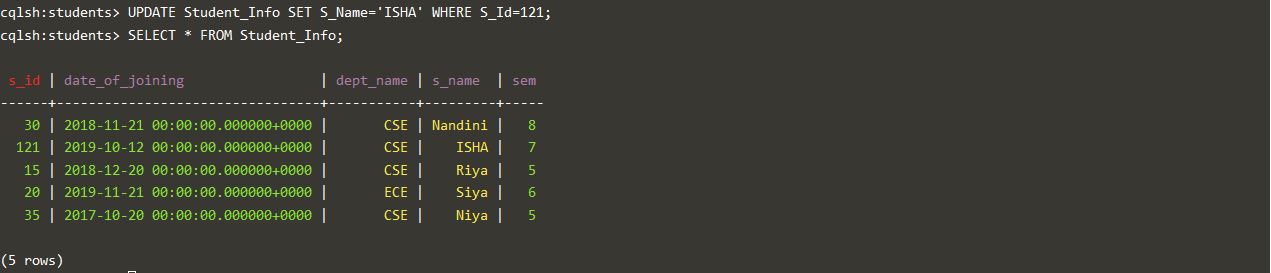 cqlsh:students> UPDATE Student_Info SET S_Name='ISHA' WHERE S_Id=121;
cqlsh:students> SELECT * FROM Student_Info;
 s_id | date_of_joining                 | dept_name | s_name  | sem
------+---------------------------------+-----------+---------+-----
   30 | 2018-11-21 00:00:00.000000+0000 |       CSE | Nandini |   8
  121 | 2019-10-12 00:00:00.000000+0000 |       CSE |    ISHA |   7
   15 | 2018-12-20 00:00:00.000000+0000 |       CSE |    Riya |   5
   20 | 2019-11-21 00:00:00.000000+0000 |       ECE |    Siya |   6
   35 | 2017-10-20 00:00:00.000000+0000 |       CSE |    Niya |   5
(5 rows)